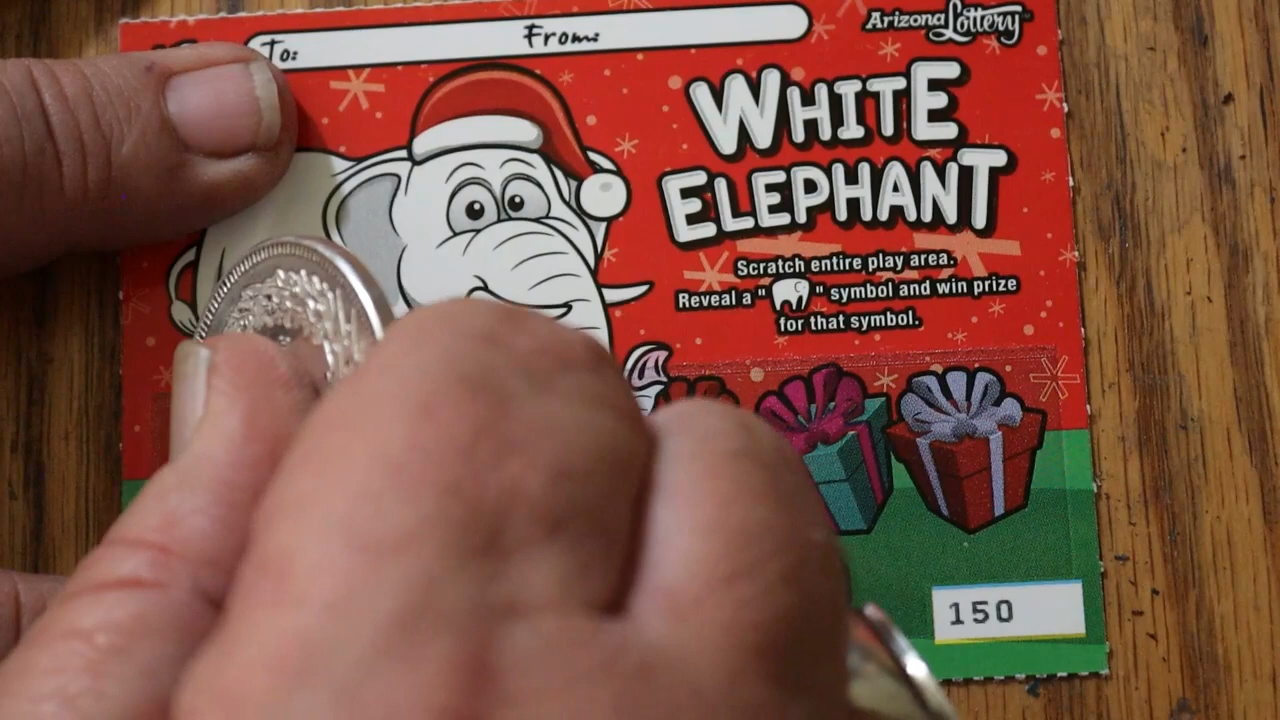 To: From:
Arizona Lottery
WHITE
ELEPHANT
Scratch entire play area.
Reveal a " " symbol and win prize
for that symbol.
150